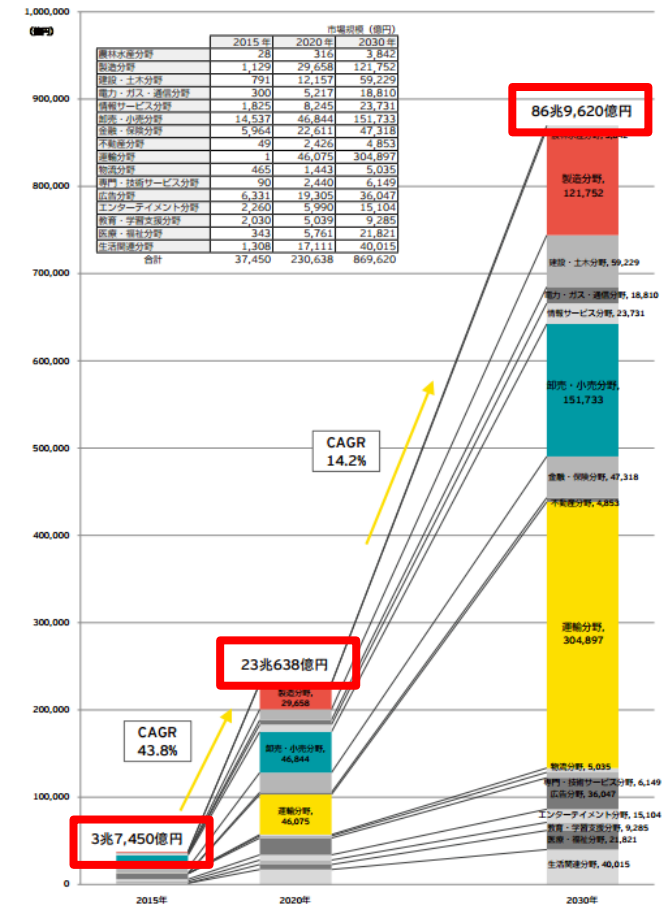 1,000,000
(億円)
市場規模（億円）
2015年 2020年 2030年
農林水産分野 28 316 3,842
製造分野 1,129 29,658 121,752
建設・土木分野 791 12,157 59,229
電力・ガス・通信分野 300 5,217 18,810
情報サービス分野 1,825 8,245 23,731
卸売・小売分野 14,537 46,844 151,733
金融・保険分野 5,964 22,611 47,318
不動産分野 49 2,426 4,853
運輸分野 1 46,075 304,897
物流分野 465 1,443 5,035
専門・技術サービス分野 90 2,440 6,149
広告分野 6,331 19,305 36,047
エンターテイメント分野 2,260 5,990 15,104
教育・学習支援分野 2,030 5,039 9,285
医療・福祉分野 343 5,761 21,821
生活関連分野 1,308 17,111 40,015
合計 37,450 230,638 869,620
900,000
86兆9,620億円
製造分野,
121,752
800,000
建設・土木分野, 59,229
700,000
電力・ガス・通信分野, 18,810
情報サービス分野, 23,731
600,000
卸売・小売分野,
151,733
500,000
CAGR
14.2%
金融・保険分野, 47,318
不動産分野, 4,853
400,000
300,000
運輸分野,
304,897
23兆638億円
製造分野,
29,658
200,000
CAGR
43.8%
卸売・小売分野,
46,844
物流分野, 5,035
専門・技術サービス分野, 6,149
広告分野, 36,047
100,000
運輸分野,
46,075
エンターテイメント分野, 15,104
教育・学習支援分野, 9,285
医療・福祉分野, 21,821
3兆7,450億円
生活関連分野, 40,015
0
2015年 2020年 2030年